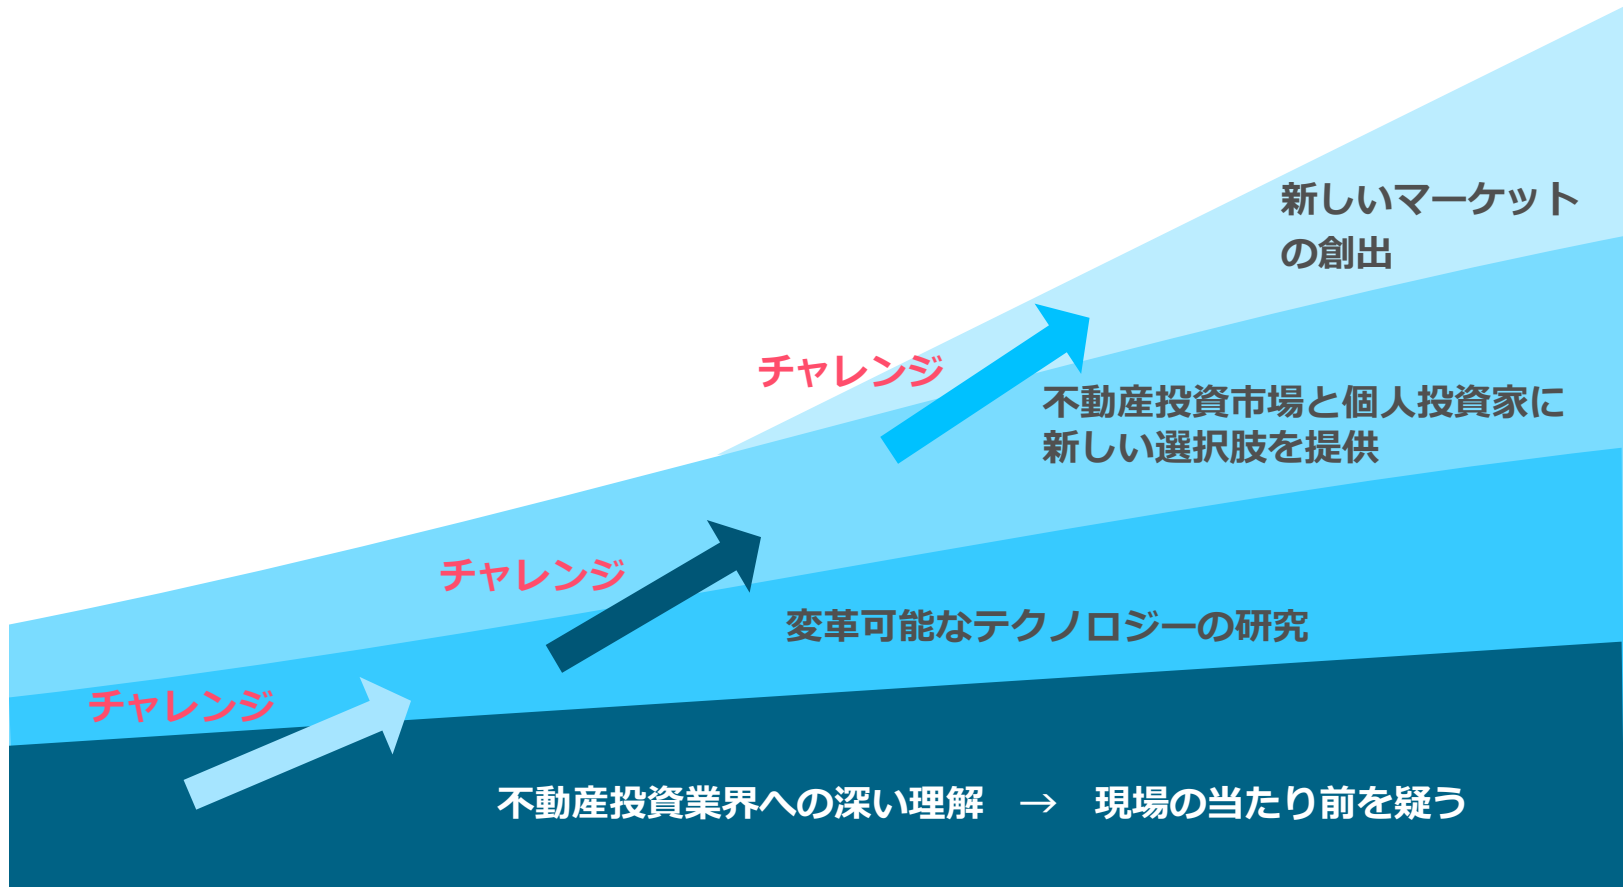 新しいマーケット
の創出
チャレンジ
不動産投資市場と個人投資家に
新しい選択肢を提供
チャレンジ
変革可能なテクノロジーの研究
チャレンジ
不動産投資業界への深い理解　→　現場の当たり前を疑う